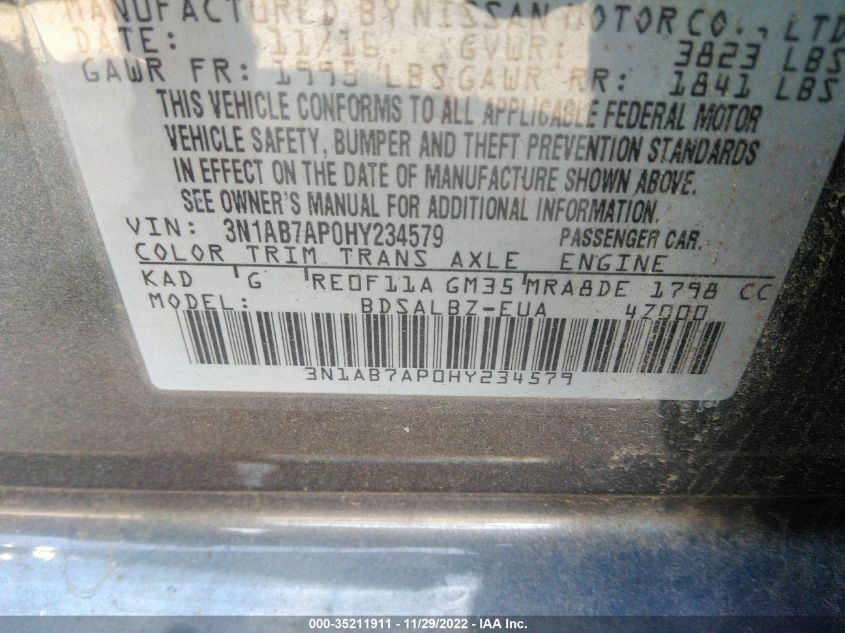 MANUFACTURED BY NISSAN MOTOR CO., LTD
DATE: 11/16 GVWR: 3823 LBS
GAWR FR: 1995 LBS GAWR RR: 1841 LBS
THIS VEHICLE CONFORMS TO ALL APPLICABLE FEDERAL MOTOR
VEHICLE SAFETY, BUMPER AND THEFT PREVENTION STANDARDS
IN EFFECT ON THE DATE OF MANUFACTURE SHOWN ABOVE.
SEE OWNER'S MANUAL FOR ADDITIONAL INFORMATION.
VIN: 3N1AB7AP0HY234579 PASSENGER CAR.
COLOR TRIM TRANS AXLE ENGINE
KAD G RE0F11A GM35 MRA8DE 1798 CC
MODEL: BDSALBZ-EUA 4Z000
3N1AB7AP0HY234579
000-35211911 - 11/29/2022 - IAA Inc.